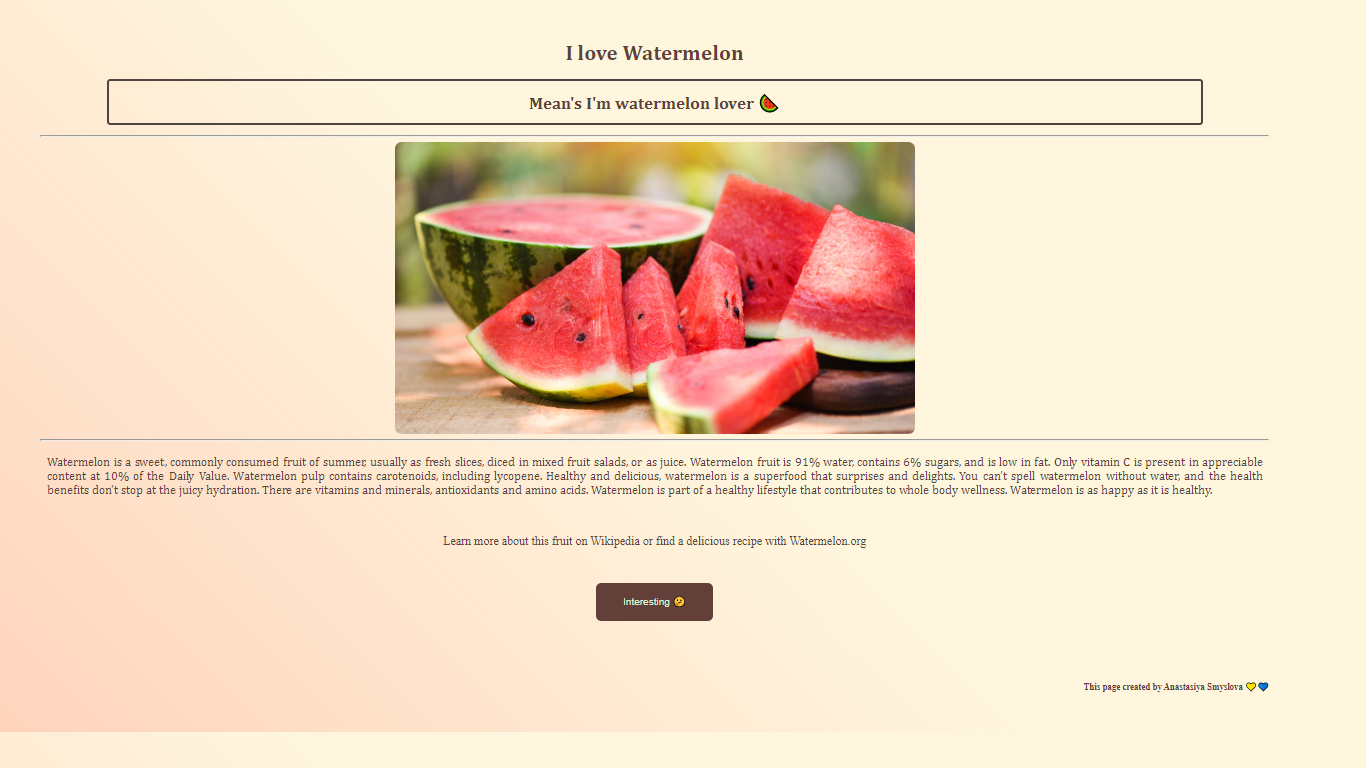 I love Watermelon
Mean's I'm watermelon lover 🍉
Watermelon is a sweet, commonly consumed fruit of summer, usually as fresh slices, diced in mixed fruit salads, or as juice. Watermelon fruit is 91% water, contains 6% sugars, and is low in fat. Only vitamin C is present in appreciable
content at 10% of the Daily Value. Watermelon pulp contains carotenoids, including lycopene. Healthy and delicious, watermelon is a superfood that surprises and delights. You can't spell watermelon without water, and the health
benefits don't stop at the juicy hydration. There are vitamins and minerals, antioxidants and amino acids. Watermelon is part of a healthy lifestyle that contributes to whole body wellness. Watermelon is as happy as it is healthy.
Learn more about this fruit on Wikipedia or find a delicious recipe with Watermelon.org
Interesting 🤔
This page created by Anastasiya Smyslova 💛💙